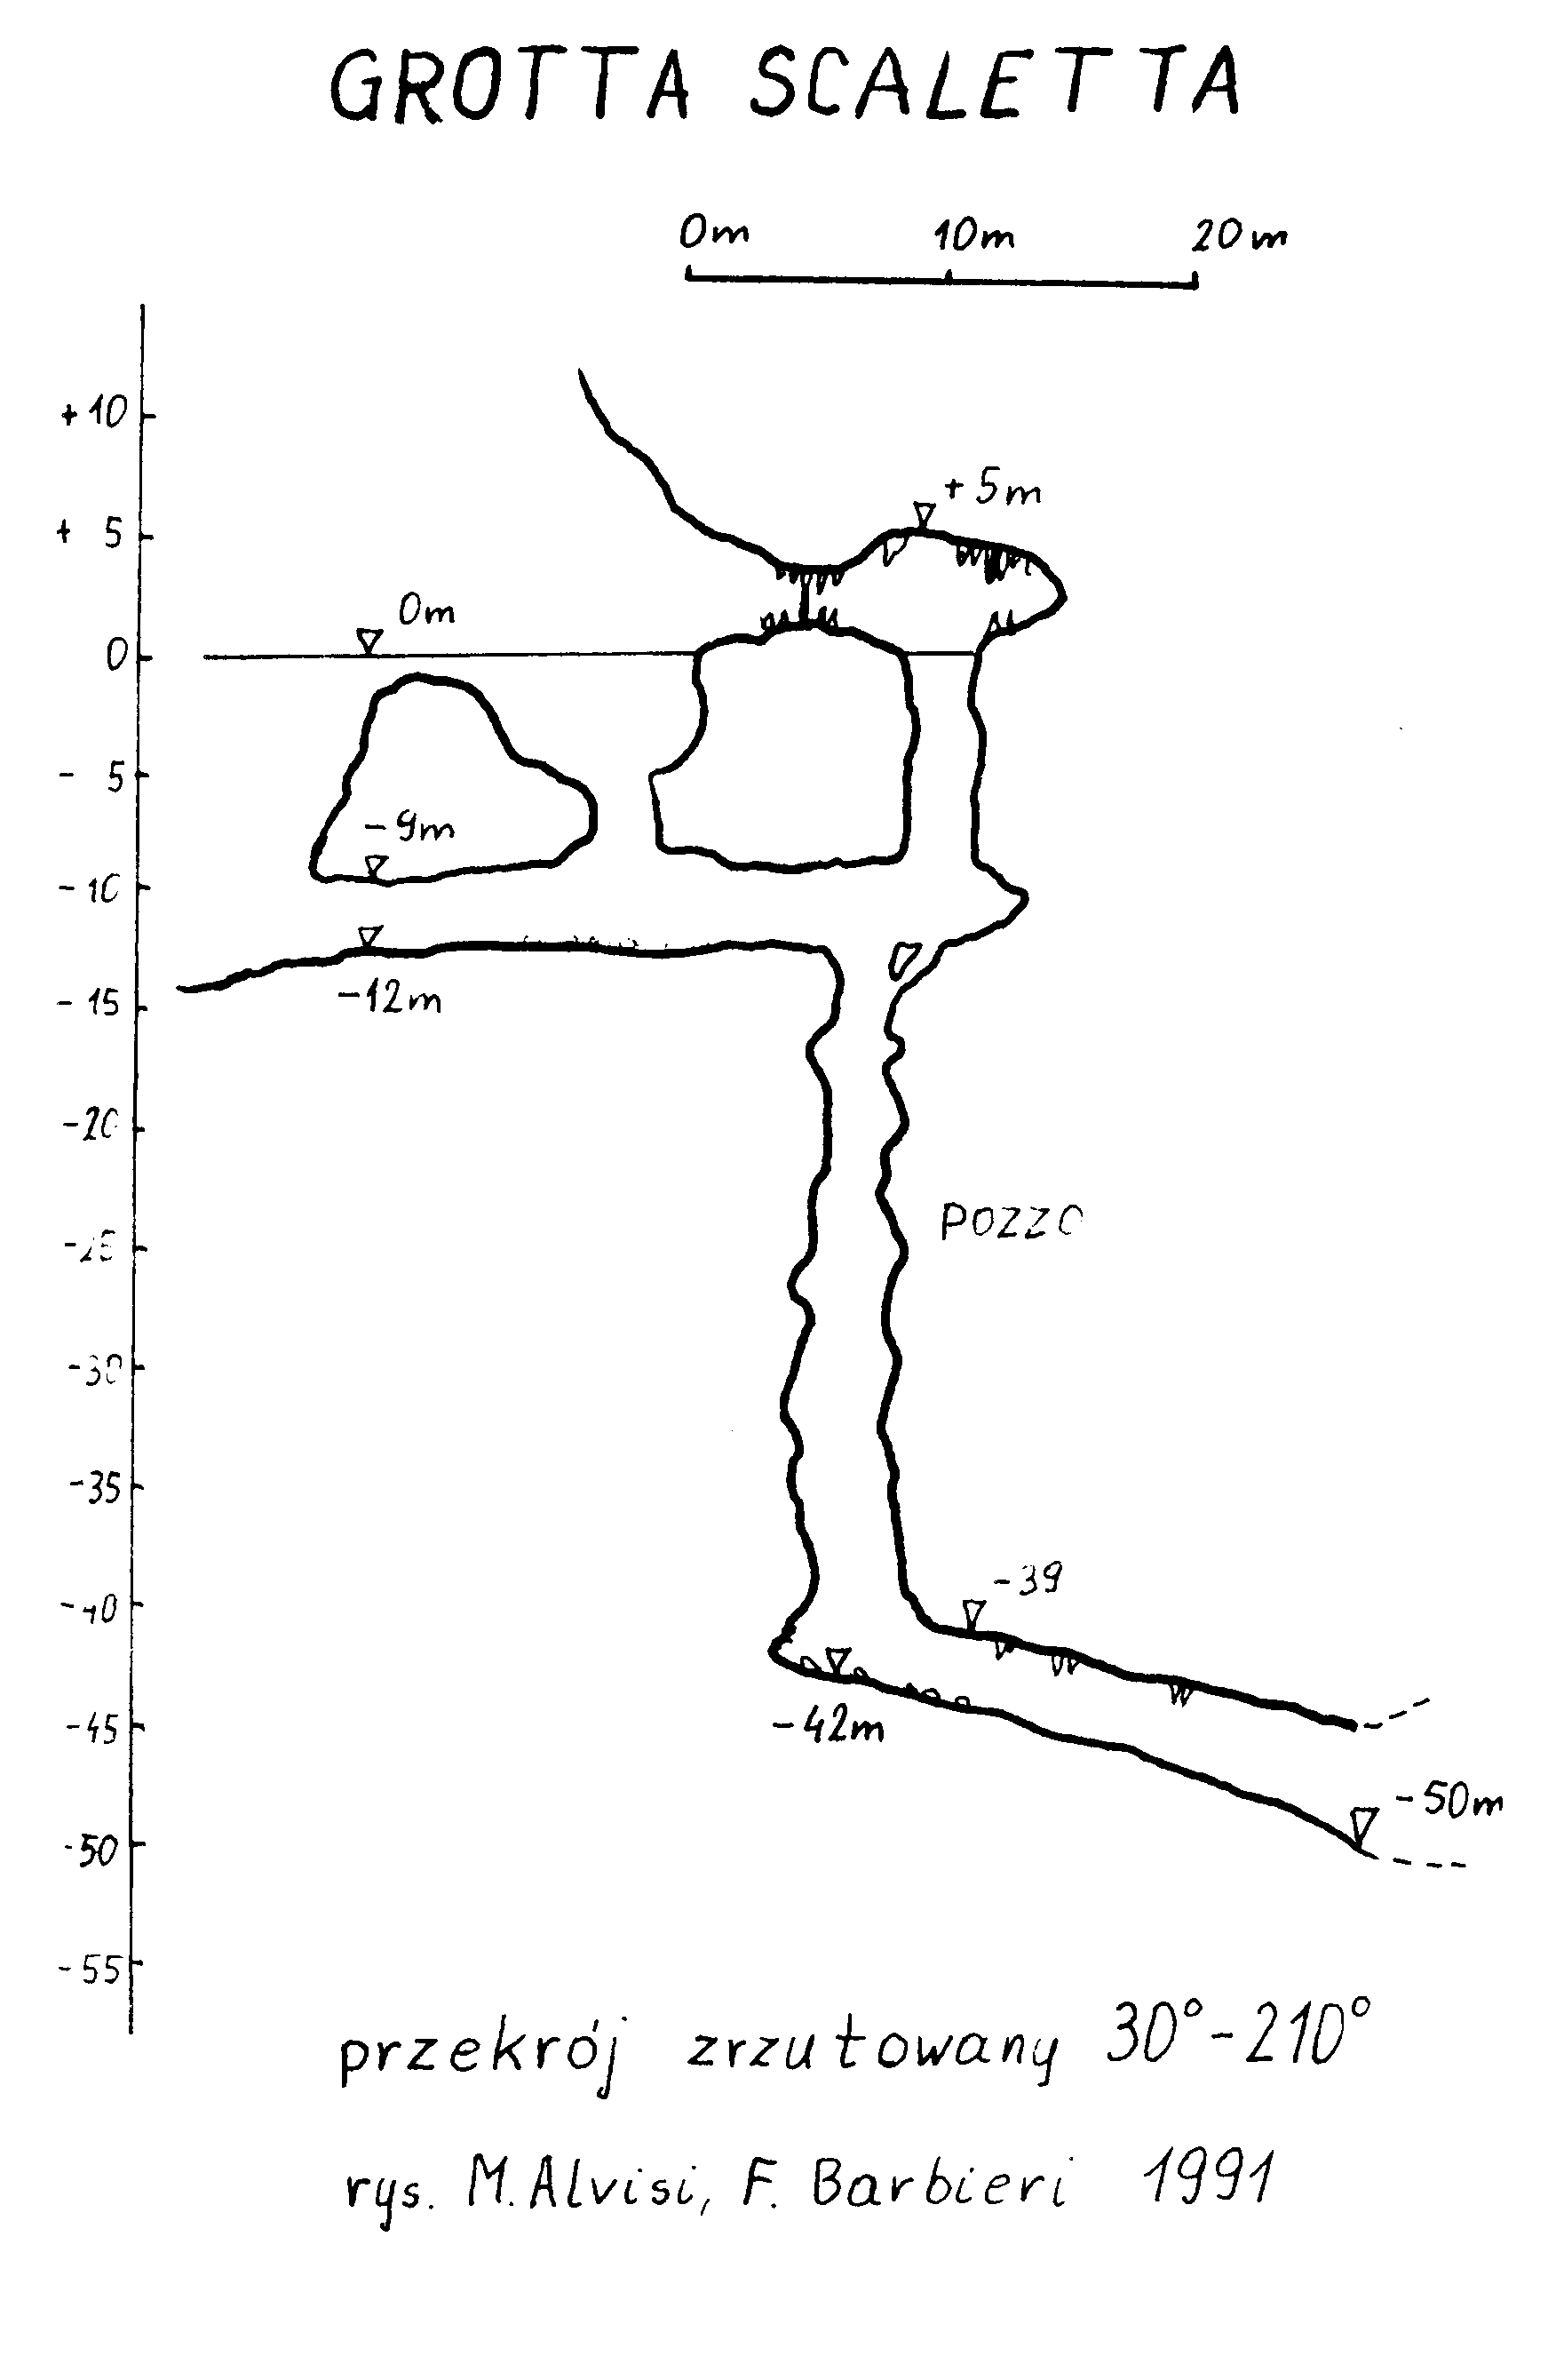 GROTTA SCALETTA
0m 10m 20m
+10
+5m
+ 5
0m
0
- 5
-9m
-10
-12m
-15
-20
POZZO
-25
-30
-35
-39
-40
-42m
-45
-50m
-50
-55
przekrój zrzutowany 30°-210°
rys. M. Alvisi, F. Barbieri 1991